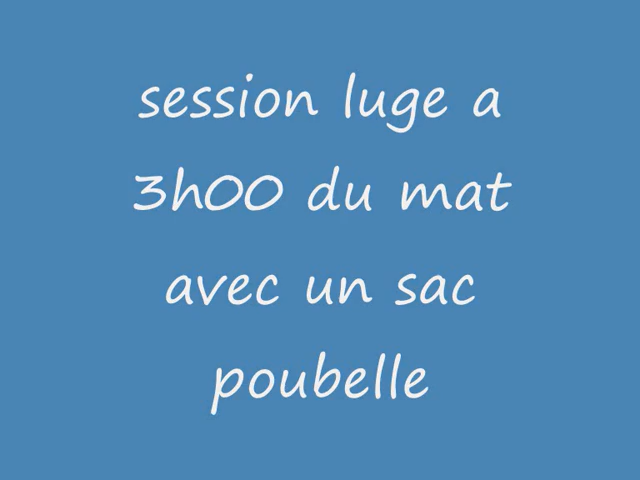 session luge a
3h00 du mat
avec un sac
poubelle